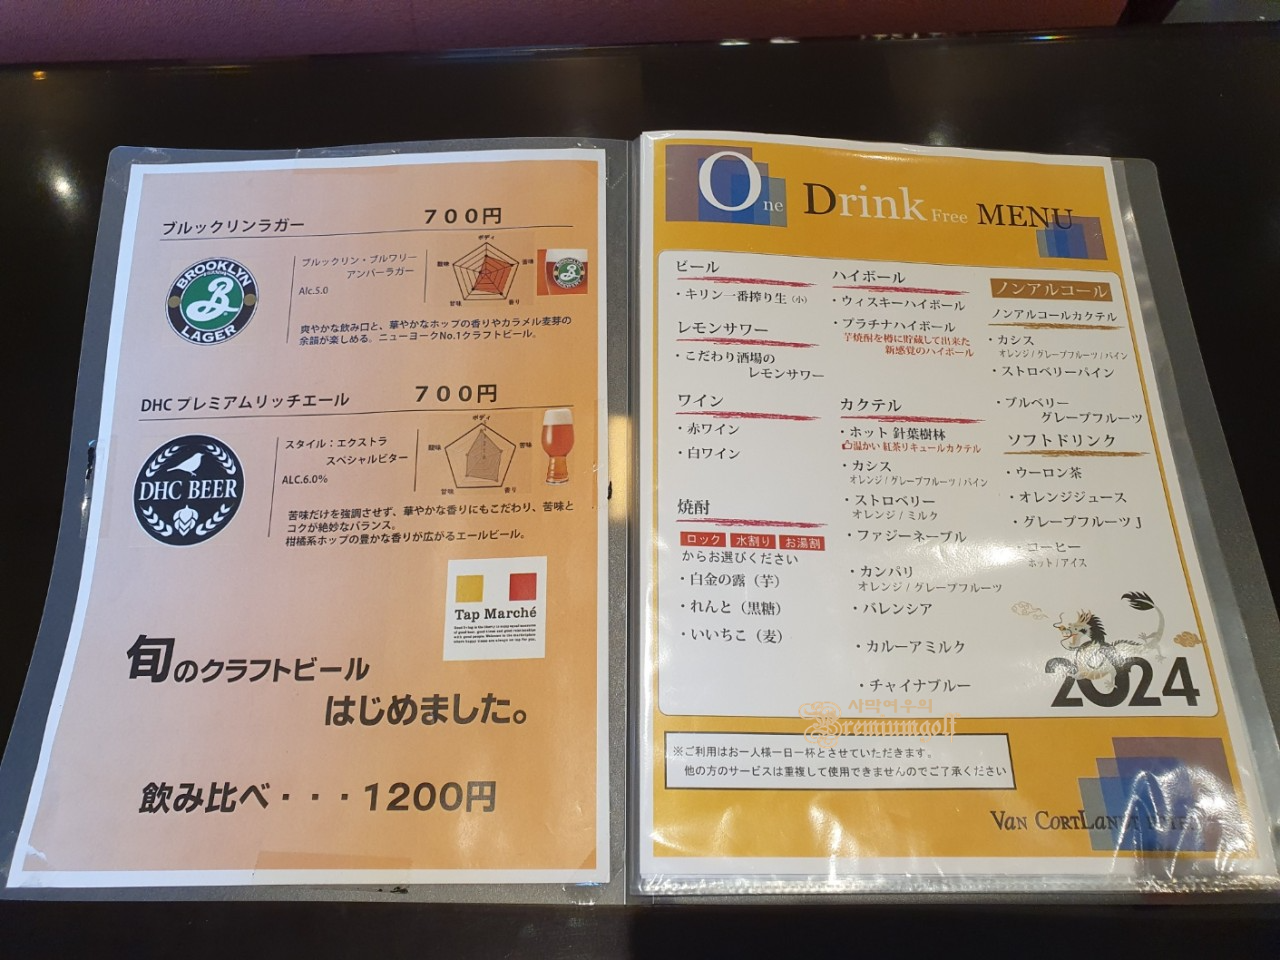 ブルックリンラガー
７００円
BROOKLYN
B
LAGER
ブルックリン・ブルワリー
アンバーラガー
Alc.5.0
ボディ
酸味
苦味
甘味
香り
爽やかな飲み口と、華やかなホップの香りやカラメル麦芽の
余韻が楽しめる。ニューヨークNo.1クラフトビール。
DHC プレミアムリッチエール
７００円
DHC BEER
スタイル：エクストラ
スペシャルビター
ALC.6.0%
ボディ
酸味
苦味
甘味
香り
苦味だけを強調させず、華やかな香りにもこだわり、苦味と
コクが絶妙なバランス。
柑橘系ホップの豊かな香りが広がるエールビール。
Tap Marché
旬のクラフトビール
はじめました。
飲み比べ・・・1200円
One Drink Free MENU
ビール
・キリン一番搾り生（小）
レモンサワー
・こだわり酒場の
レモンサワー
ワイン
・赤ワイン
・白ワイン
焼酎
ロック 水割り お湯割
からお選びください
・白金の露（芋）
・れんと（黒糖）
・いいちこ（麦）
ハイボール
・ウィスキーハイボール
・プラチナハイボール
芋焼酎を樽に貯蔵して出来た
新感覚のハイボール
カクテル
・ホット 針葉樹林
温かい 紅茶リキュールカクテル
・カシス
オレンジ / グレープフルーツ / パイン
・ストロベリー
オレンジ / ミルク
・ファジーネーブル
・カンパリ
オレンジ / グレープフルーツ
・バレンシア
・カルーアミルク
・チャイナブルー
ノンアルコール
ノンアルコールカクテル
・カシス
オレンジ / グレープフルーツ / パイン
・ストロベリーパイン
・ブルベリー
グレープフルーツ
ソフトドリンク
・ウーロン茶
・オレンジジュース
・グレープフルーツJ
・コーヒー
ホット / アイス
2024
사막여우의
Breminmgolf
※ご利用はお一人様一日一杯とさせていただきます。
他の方のサービスは重複して使用できませんのでご了承ください
VAN CORTLANDT